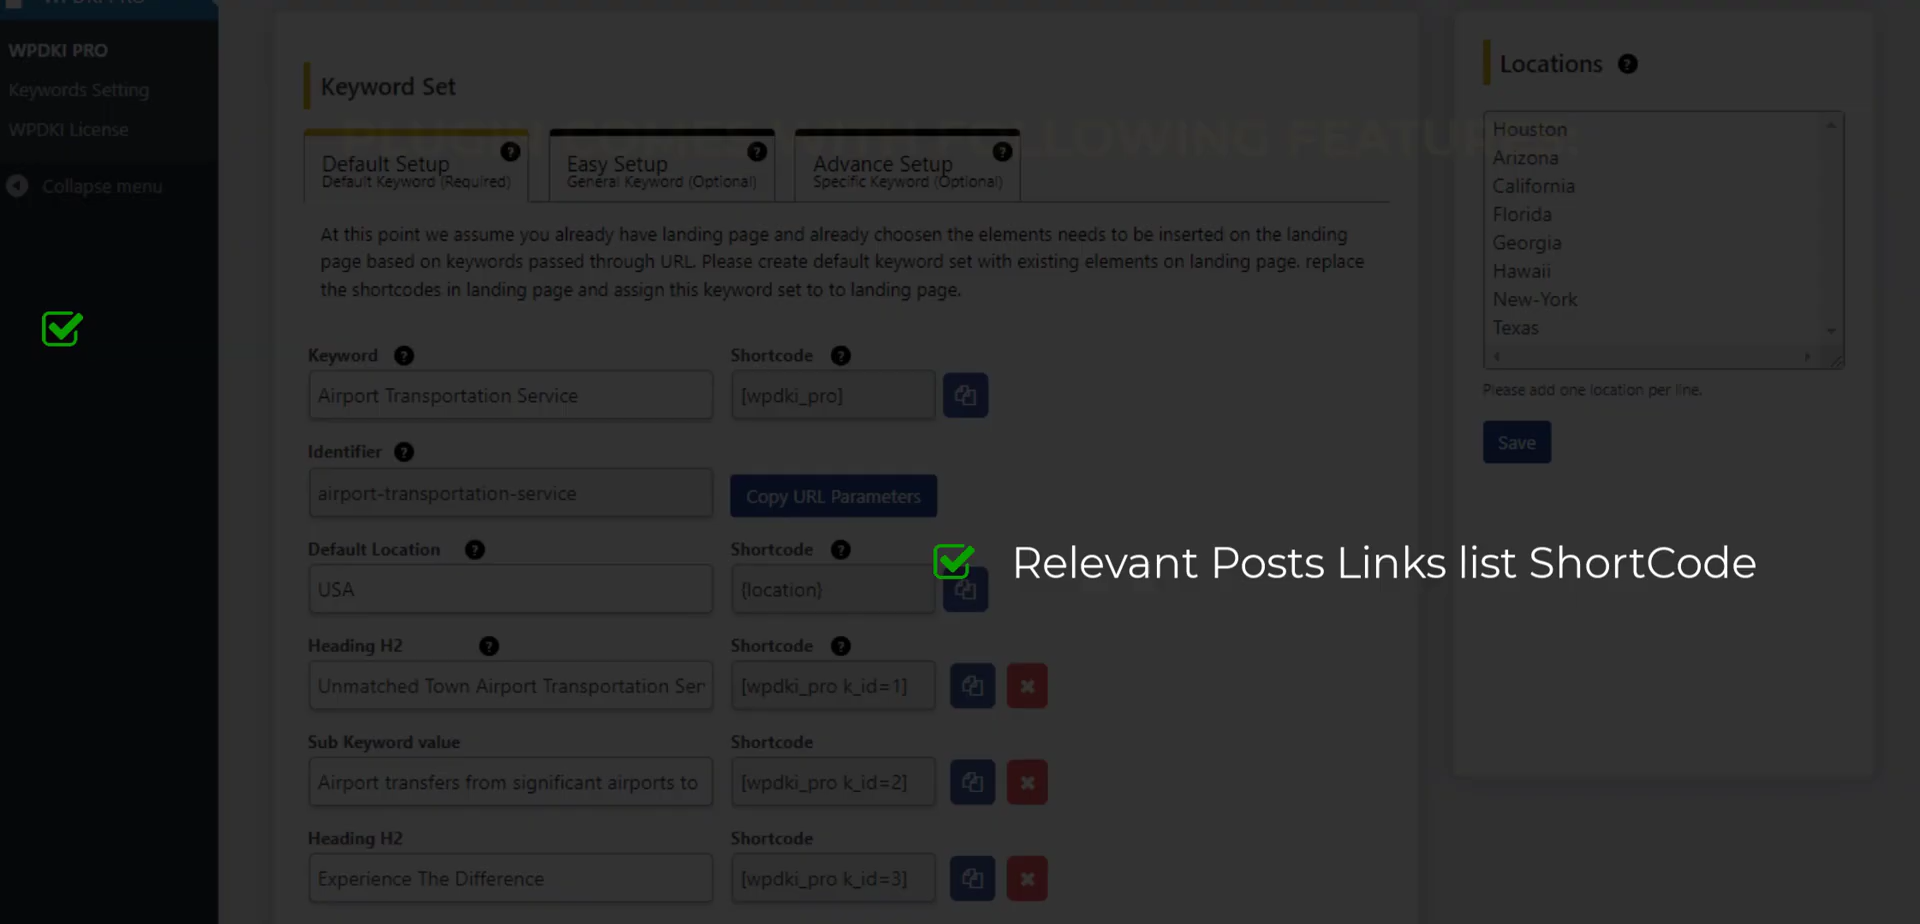 WPDKI PRO
WPDKI PRO
Keywords Setting
WPDKI License
Collapse menu
Keyword Set
PLUGIN COMES WITH FOLLOWING FEATURES:
Default Setup
Default Keyword (Required)
Easy Setup
General Keyword (Optional)
Advance Setup
Specific Keyword (Optional)
At this point we assume you already have landing page and already choosen the elements needs to be inserted on the landing
page based on keywords passed through URL. Please create default keyword set with existing elements on landing page. replace
the shortcodes in landing page and assign this keyword set to to landing page.
Keyword
Shortcode
Airport Transportation Service
[wpdki_pro]
Identifier
airport-transportation-service
Copy URL Parameters
Default Location
Shortcode
USA
{location}
Heading H2
Shortcode
Unmatched Town Airport Transportation Ser
[wpdki_pro k_id=1]
Sub Keyword value
Shortcode
Airport transfers from significant airports to
[wpdki_pro k_id=2]
Heading H2
Shortcode
Experience The Difference
[wpdki_pro k_id=3]
Relevant Posts Links list ShortCode
Locations
Houston
Arizona
California
Florida
Georgia
Hawaii
New-York
Texas
Please add one location per line.
Save